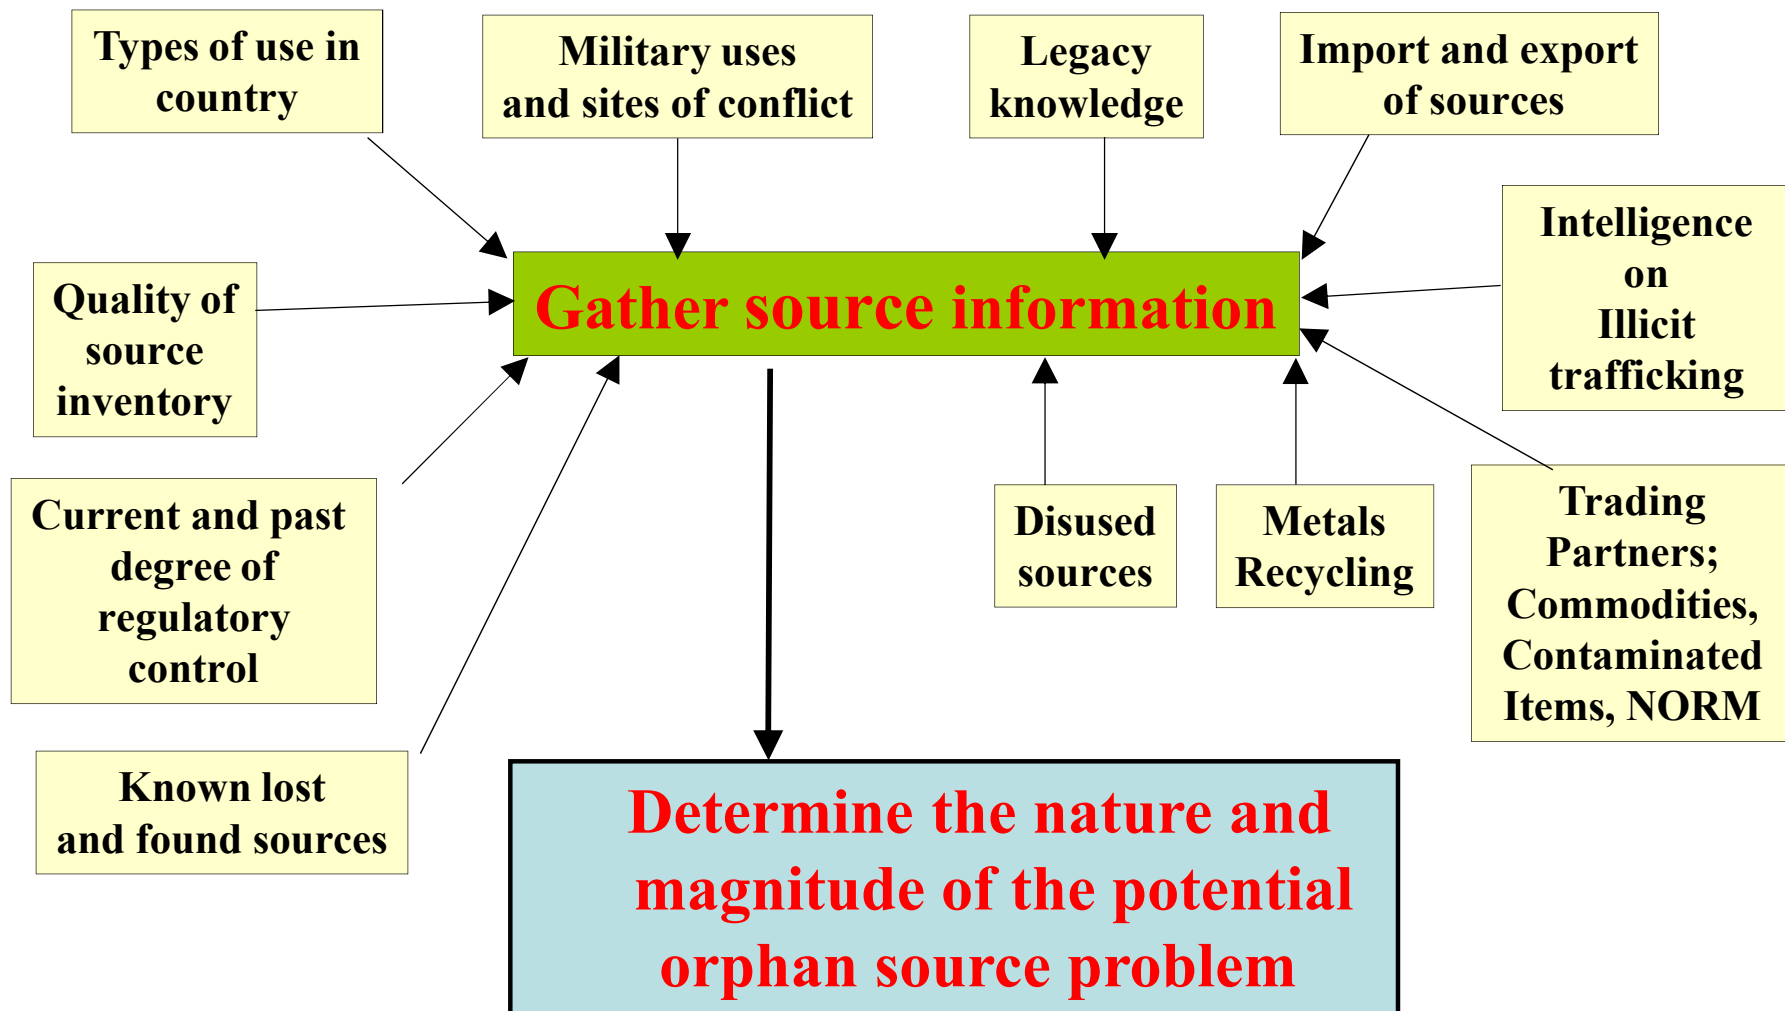 Types of use in
country
Military uses
and sites of conflict
Legacy
knowledge
Import and export
of sources
Intelligence
on
Illicit
trafficking
Quality of
source
inventory
Gather source information
Current and past
degree of
regulatory
control
Disused
sources
Metals
Recycling
Trading
Partners;
Commodities,
Contaminated
Items, NORM
Known lost
and found sources
Determine the nature and
magnitude of the potential
orphan source problem